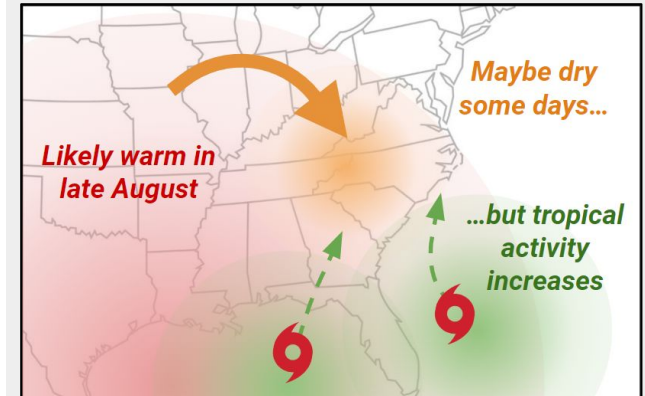 Maybe dry
some days...
Likely warm in
late August
...but tropical
activity
increases